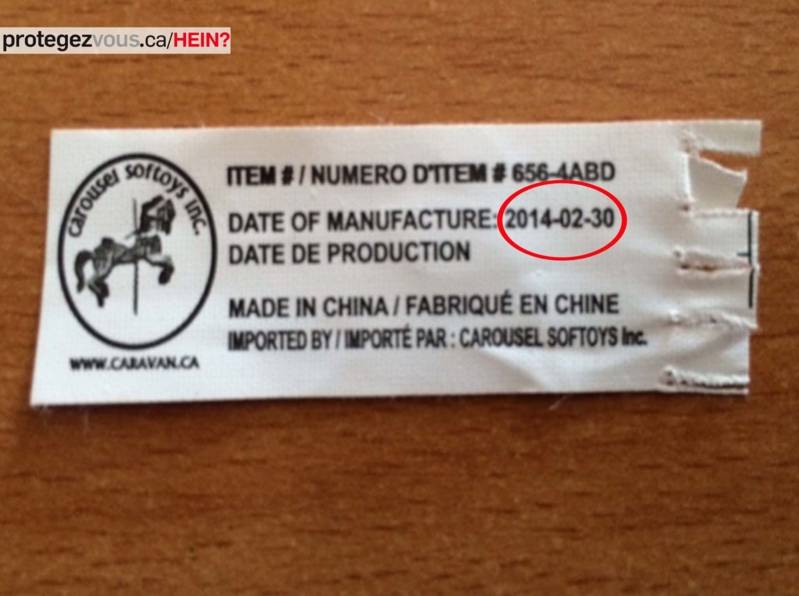 protegezvous.ca/HEIN?
carousel softoys inc.
WWW.CARAVAN.CA
ITEM # / NUMERO D'ITEM # 656-4ABD
DATE OF MANUFACTURE: 2014-02-30
DATE DE PRODUCTION
MADE IN CHINA / FABRIQUÉ EN CHINE
IMPORTED BY / IMPORTÉ PAR : CAROUSEL SOFTOYS Inc.